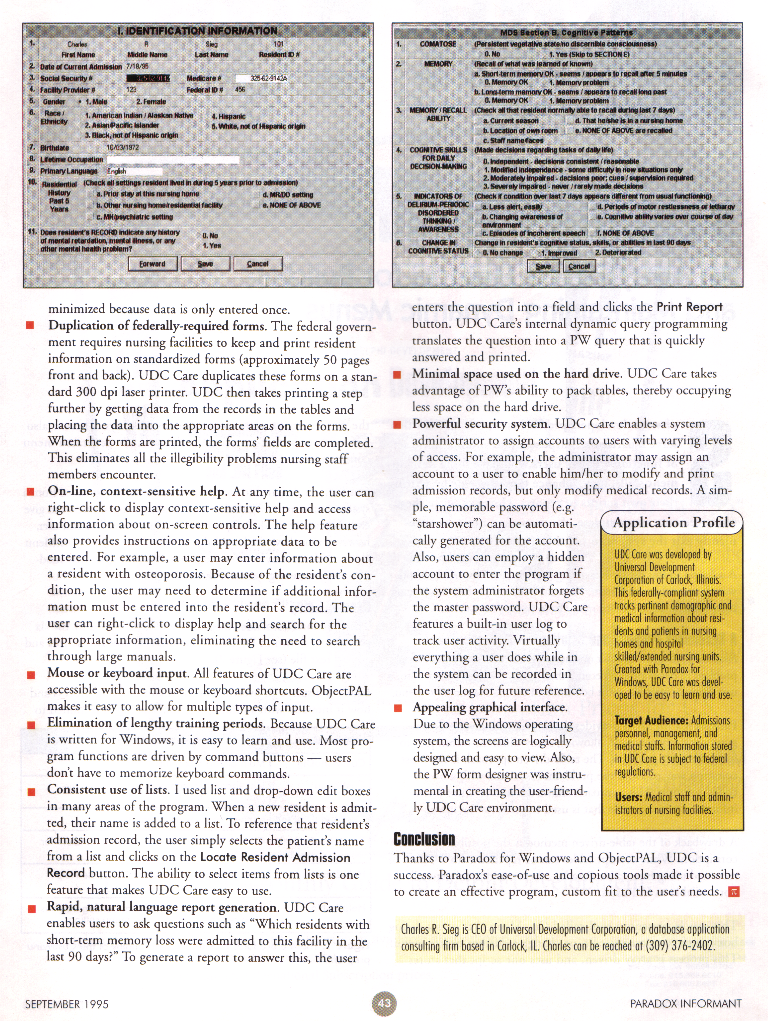 I. IDENTIFICATION INFORMATION
1. Charles R Sieg 101
First Name Middle Name Last Name Resident ID #
2. Date of Current Admission 7/18/95
3. Social Security # Medicare #
4. Facility Provider # 123 Federal ID # 456
5. Gender 1. Male 2. Female
6. Race / Ethnicity 1. American Indian / Alaskan Native 4. Hispanic
2. Asian/Pacific Islander 5. White, not of Hispanic origin
3. Black, not of Hispanic origin
7. Birthdate 10/03/1972
8. Lifetime Occupation
9. Primary Language English
10. Residential History Past 5 Years (Check all settings resident lived in during 5 years prior to admission)
a. Prior stay at this nursing home d. MR/DD setting
b. Other nursing home/residential facility e. NONE OF ABOVE
c. MH/psychiatric setting
11. Does resident's RECORD indicate any history 0. No
of mental retardation, mental illness, or any 1. Yes
other mental health problem?
Forward Save Cancel
MDS Section B. Cognitive Patterns
1. COMATOSE (Persistent vegetative state/no discernible consciousness)
0. No 1. Yes (Skip to SECTION E)
2. MEMORY (Recall of what was learned of known)
a. Short-term memory OK - seems / appears to recall after 5 minutes
0. Memory OK 1. Memory problem
b. Long-term memory OK - seems / appears to recall long past
0. Memory OK 1. Memory problem
3. MEMORY / RECALL ABILITY (Check all that resident normally able to recall during last 7 days)
a. Current season d. That he/she is in a nursing home
b. Location of own room e. NONE OF ABOVE are recalled
c. Staff names/faces
4. COGNITIVE SKILLS FOR DAILY DECISION-MAKING (Made decisions regarding tasks of daily life)
0. Independent - decisions consistent / reasonable
1. Modified independence - some difficulty in new situations only
2. Moderately impaired - decisions poor; cues / supervision required
3. Severely impaired - never / rarely made decisions
5. INDICATORS OF DELIRIUM-PERIODIC DISORDERED THINKING / AWARENESS (Check if condition over last 7 days appears different from usual functioning)
a. Less alert, easily d. Periods of motor restlessness or lethargy
b. Changing awareness of environment e. Cognitive ability varies over course of day
c. Episodes of incoherent speech f. NONE OF ABOVE
6. CHANGE IN COGNITIVE STATUS Change in resident's cognitive status, skills, or abilities in last 90 days
0. No change 1. Improved 2. Deteriorated
Save Cancel
minimized because data is only entered once.
Duplication of federally-required forms. The federal govern-
ment requires nursing facilities to keep and print resident
information on standardized forms (approximately 50 pages
front and back). UDC Care duplicates these forms on a stan-
dard 300 dpi laser printer. UDC then takes printing a step
further by getting data from the records in the tables and
placing the data into the appropriate areas on the forms.
When the forms are printed, the forms' fields are completed.
This eliminates all the illegibility problems nursing staff
members encounter.
On-line, context-sensitive help. At any time, the user can
right-click to display context-sensitive help and access
information about on-screen controls. The help feature
also provides instructions on appropriate data to be
entered. For example, a user may enter information about
a resident with osteoporosis. Because of the resident's con-
dition, the user may need to determine if additional infor-
mation must be entered into the resident's record. The
user can right-click to display help and search for the
appropriate information, eliminating the need to search
through large manuals.
Mouse or keyboard input. All features of UDC Care are
accessible with the mouse or keyboard shortcuts. ObjectPAL
makes it easy to allow for multiple types of input.
Elimination of lengthy training periods. Because UDC Care
is written for Windows, it is easy to learn and use. Most pro-
gram functions are driven by command buttons — users
don't have to memorize keyboard commands.
Consistent use of lists. I used list and drop-down edit boxes
in many areas of the program. When a new resident is admit-
ted, their name is added to a list. To reference that resident's
admission record, the user simply selects the patient's name
from a list and clicks on the Locate Resident Admission
Record button. The ability to select items from lists is one
feature that makes UDC Care easy to use.
Rapid, natural language report generation. UDC Care
enables users to ask questions such as “Which residents with
short-term memory loss were admitted to this facility in the
last 90 days?” To generate a report to answer this, the user
enters the question into a field and clicks the Print Report
button. UDC Care's internal dynamic query programming
translates the question into a PW query that is quickly
answered and printed.
Minimal space used on the hard drive. UDC Care takes
advantage of PW's ability to pack tables, thereby occupying
less space on the hard drive.
Powerful security system. UDC Care enables a system
administrator to assign accounts to users with varying levels
of access. For example, the administrator may assign an
account to a user to enable him/her to modify and print
admission records, but only modify medical records. A sim-
ple, memorable password (e.g.
“starshower”) can be automati-
cally generated for the account.
Also, users can employ a hidden
account to enter the program if
the system administrator forgets
the master password. UDC Care
features a built-in user log to
track user activity. Virtually
everything a user does while in
the system can be recorded in
the user log for future reference.
Appealing graphical interface.
Due to the Windows operating
system, the screens are logically
designed and easy to view. Also,
the PW form designer was instru-
mental in creating the user-friend-
ly UDC Care environment.
Application Profile
UDC Care was developed by
Universal Development
Corporation of Carlock, Illinois.
This federally-compliant system
tracks pertinent demographic and
medical information about resi-
dents and patients in nursing
homes and hospital
skilled/extended nursing units.
Created with Paradox for
Windows, UDC Care was devel-
oped to be easy to learn and use.
Target Audience: Admissions
personnel, management, and
medical staffs. Information stored
in UDC Care is subject to federal
regulations.
Users: Medical staff and admin-
istrators of nursing facilities.
Conclusion
Thanks to Paradox for Windows and ObjectPAL, UDC is a
success. Paradox's ease-of-use and copious tools made it possible
to create an effective program, custom fit to the user's needs.
Charles R. Sieg is CEO of Universal Development Corporation, a database application
consulting firm based in Carlock, IL. Charles can be reached at (309) 376-2402.
SEPTEMBER 1995
43
PARADOX INFORMANT